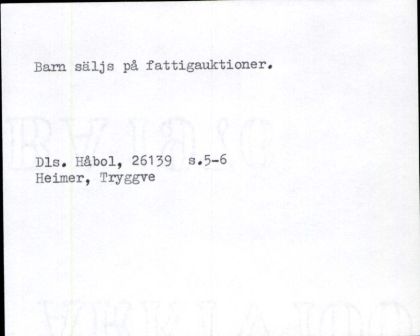 Barn säljs på fattigauktioner.
Dls. Håbol, 26139 s.5-6
Heimer, Tryggve